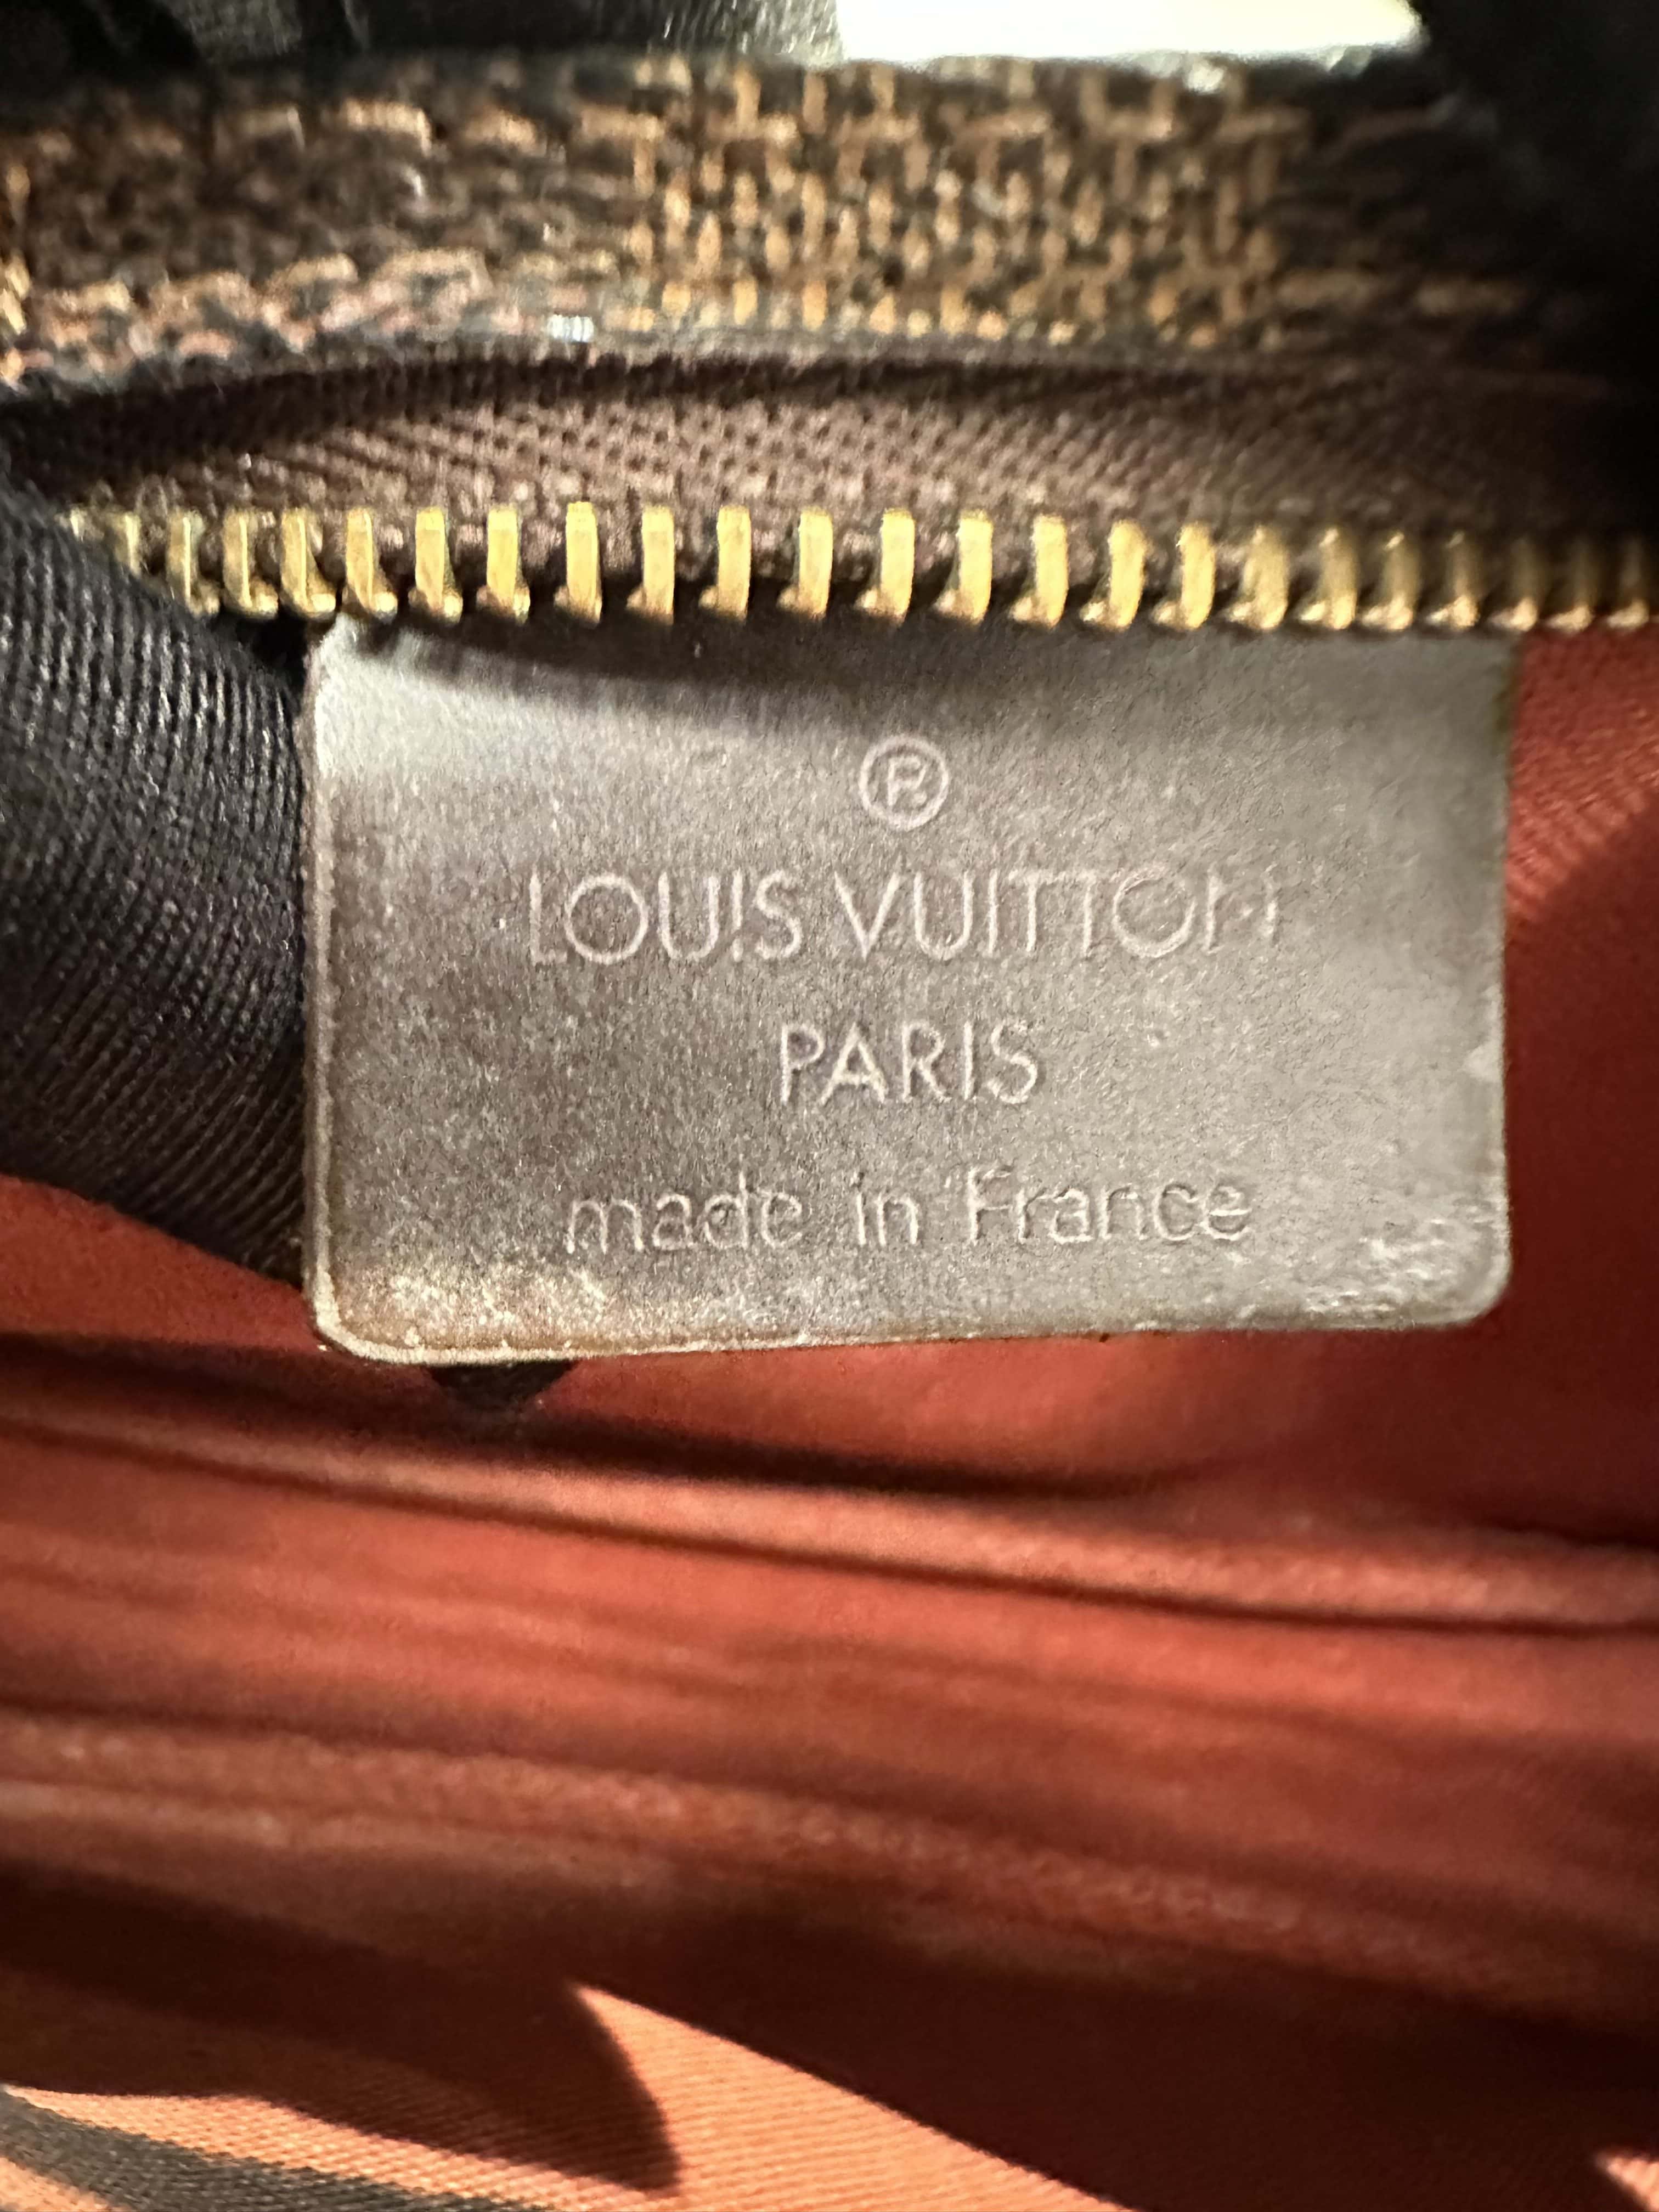 ®
LOUIS VUITTON
PARIS
made in France